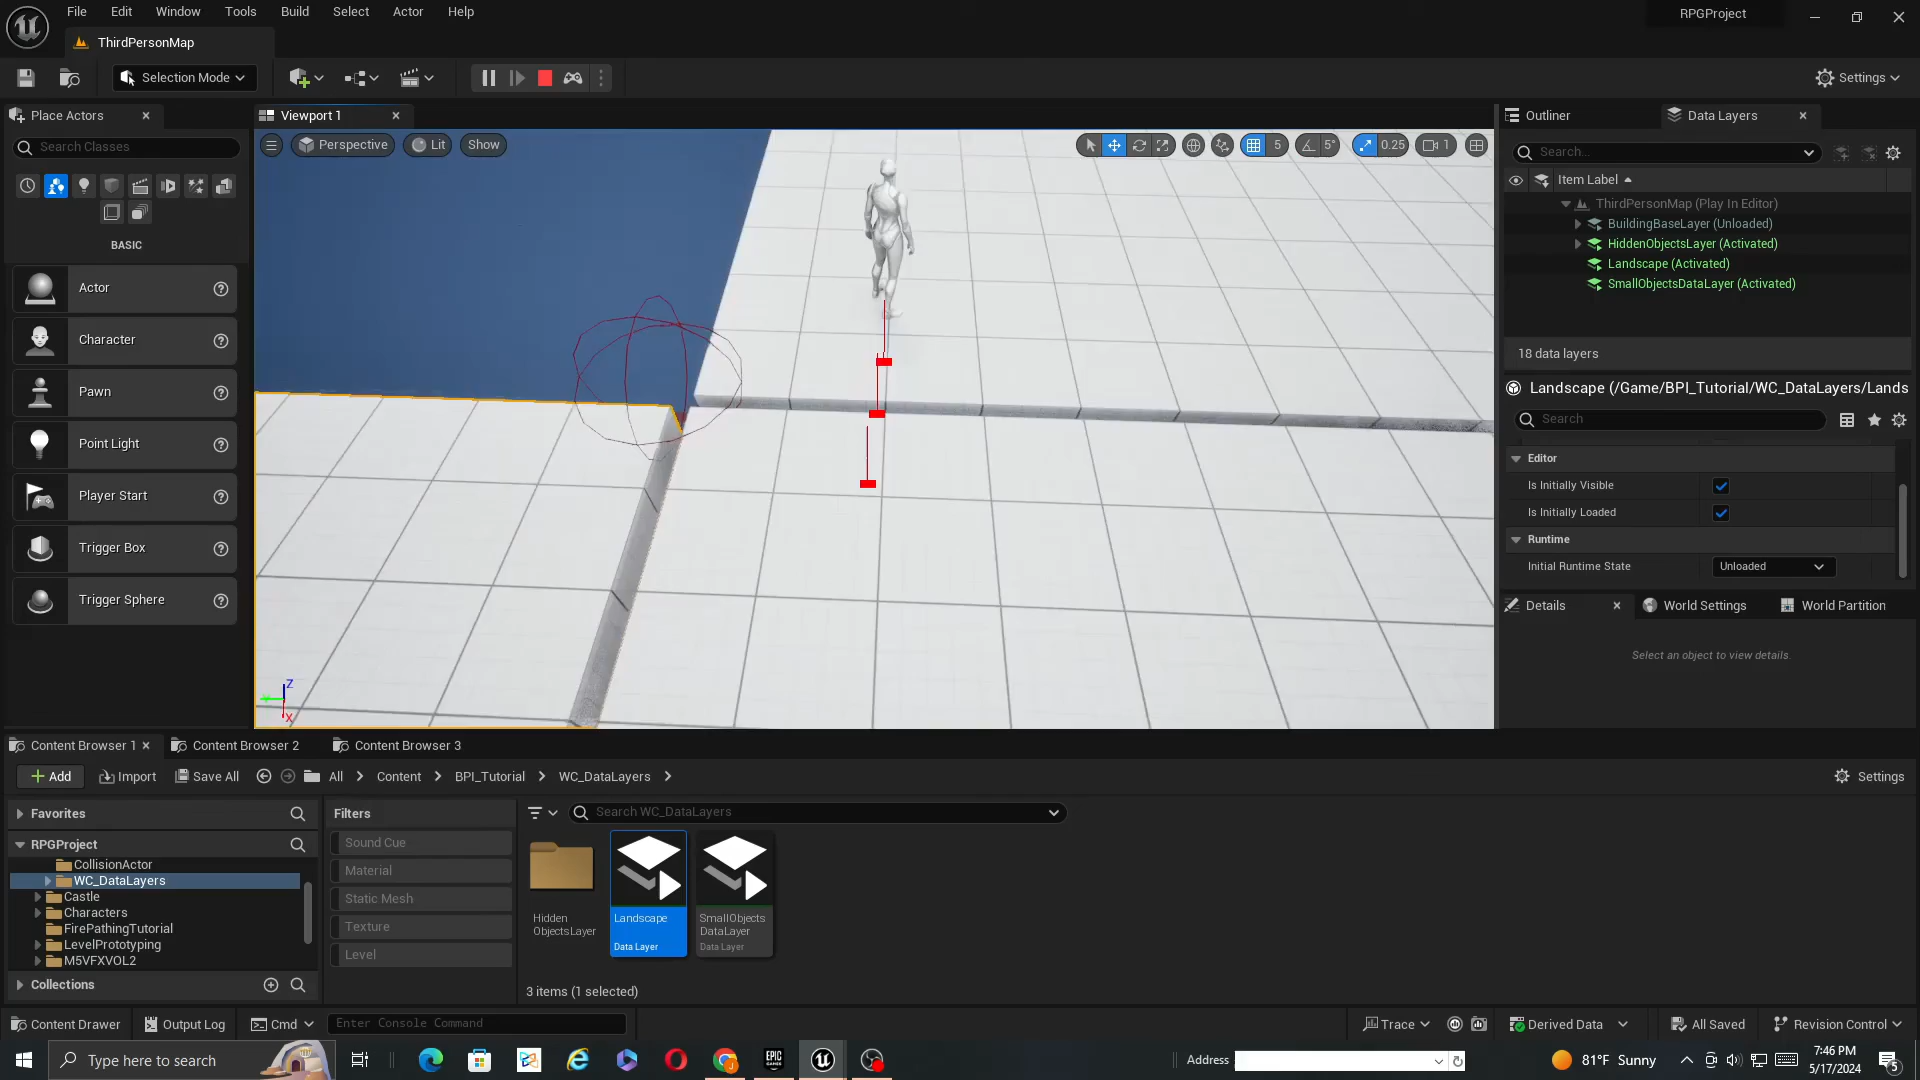 File Edit Window Tools Build Select Actor Help
RPGProject
ThirdPersonMap
Selection Mode
Settings
Place Actors
Viewport 1
Outliner
Data Layers
Search Classes
Perspective
Lit
Show
5
5°
0.25
1
Search...
Item Label
ThirdPersonMap (Play In Editor)
BuildingBaseLayer (Unloaded)
HiddenObjectsLayer (Activated)
Landscape (Activated)
SmallObjectsDataLayer (Activated)
BASIC
Actor
Character
Pawn
Point Light
Player Start
Trigger Box
Trigger Sphere
18 data layers
Landscape (/Game/BPI_Tutorial/WC_DataLayers/Lands
Search
Editor
Is Initially Visible
Is Initially Loaded
Runtime
Initial Runtime State
Unloaded
Details
World Settings
World Partition
Select an object to view details.
Z
X
Content Browser 1
Content Browser 2
Content Browser 3
Add
Import
Save All
All
Content
BPI_Tutorial
WC_DataLayers
Settings
Favorites
Filters
Search WC_DataLayers
RPGProject
CollisionActor
WC_DataLayers
Castle
Characters
FirePathingTutorial
LevelPrototyping
M5VFXVOL2
Collections
Sound Cue
Material
Static Mesh
Texture
Level
Hidden
ObjectsLayer
Landscape
Data Layer
SmallObjects
DataLayer
Data Layer
3 items (1 selected)
Content Drawer
Output Log
Cmd
Enter Console Command
Trace
Derived Data
All Saved
Revision Control
Type here to search
EPIC
GAMES
Address
81°F Sunny
7:46 PM
5/17/2024
5